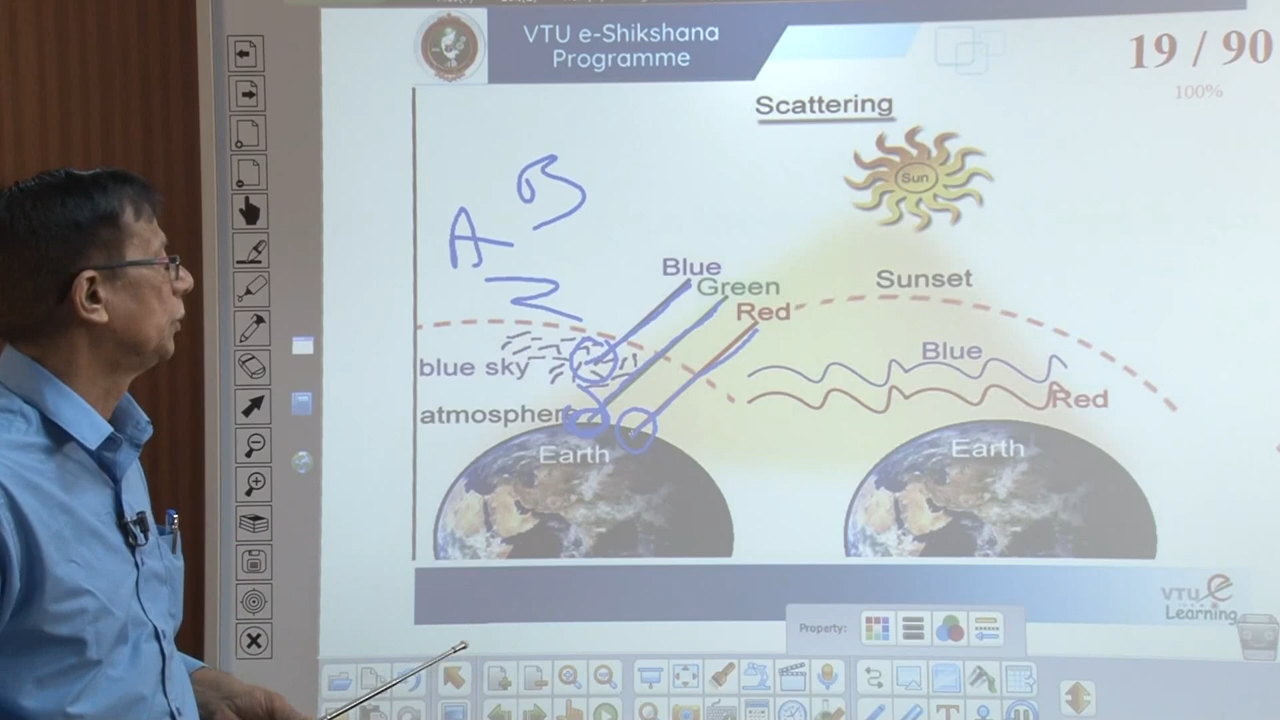 VTU e-Shikshana
Programme
19 / 90
100%
Scattering
Sun
A
Blue
Green
Red
Sunset
blue sky
Blue
atmosphere
Red
Earth
Earth
VTU e
Learning
Property: